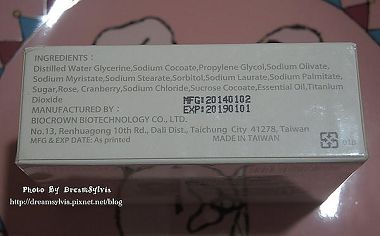 INGREDIENTS:
Distilled Water Glycerine,Sodium Cocoate,Propylene Glycol,Sodium Olivate,
Sodium Myristate,Sodium Stearate,Sorbitol,Sodium Laurate,Sodium Palmitate,
Sugar,Rose, Cranberry,Sodium Chloride,Sucrose Cocoate,Essential Oil,Titanium
Dioxide
MFG:20140102
MANUFACTURED BY : EXP:20190101
BIOCROWN BIOTECHNOLOGY CO., LTD.
No.13, Renhuagong 10th Rd., Dali Dist., Taichung City 41278, Taiwan
MFG & EXP DATE: As printed MADE IN TAIWAN
Photo By DreamSylvis
http://dreamsylvis.pixnet.net/blog